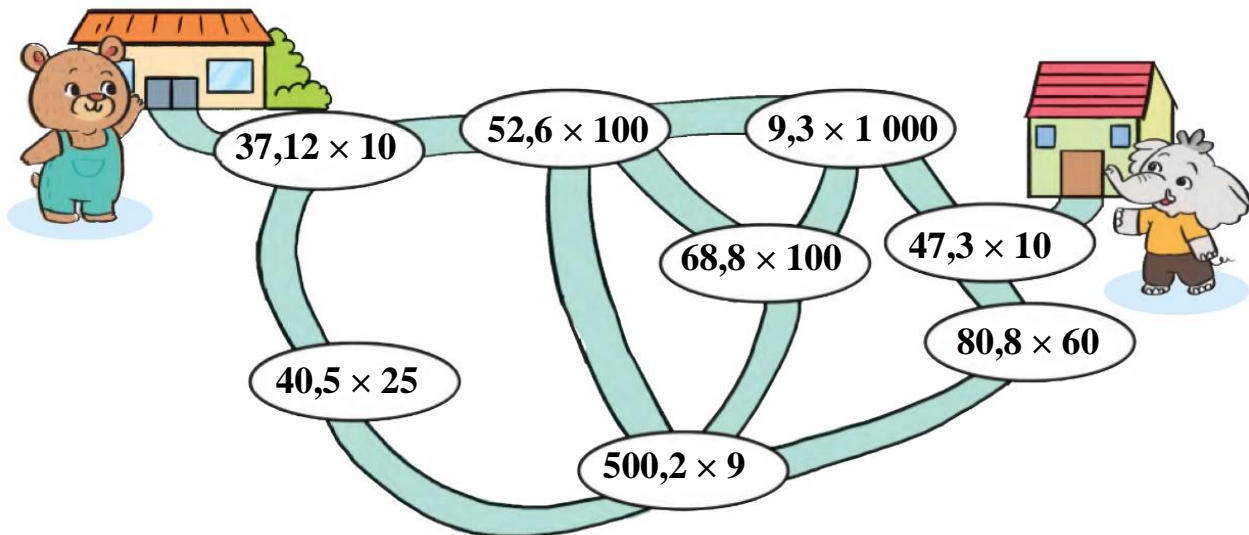 37,12 × 10
52,6 × 100
9,3 × 1 000
68,8 × 100
47,3 × 10
80,8 × 60
40,5 × 25
500,2 × 9